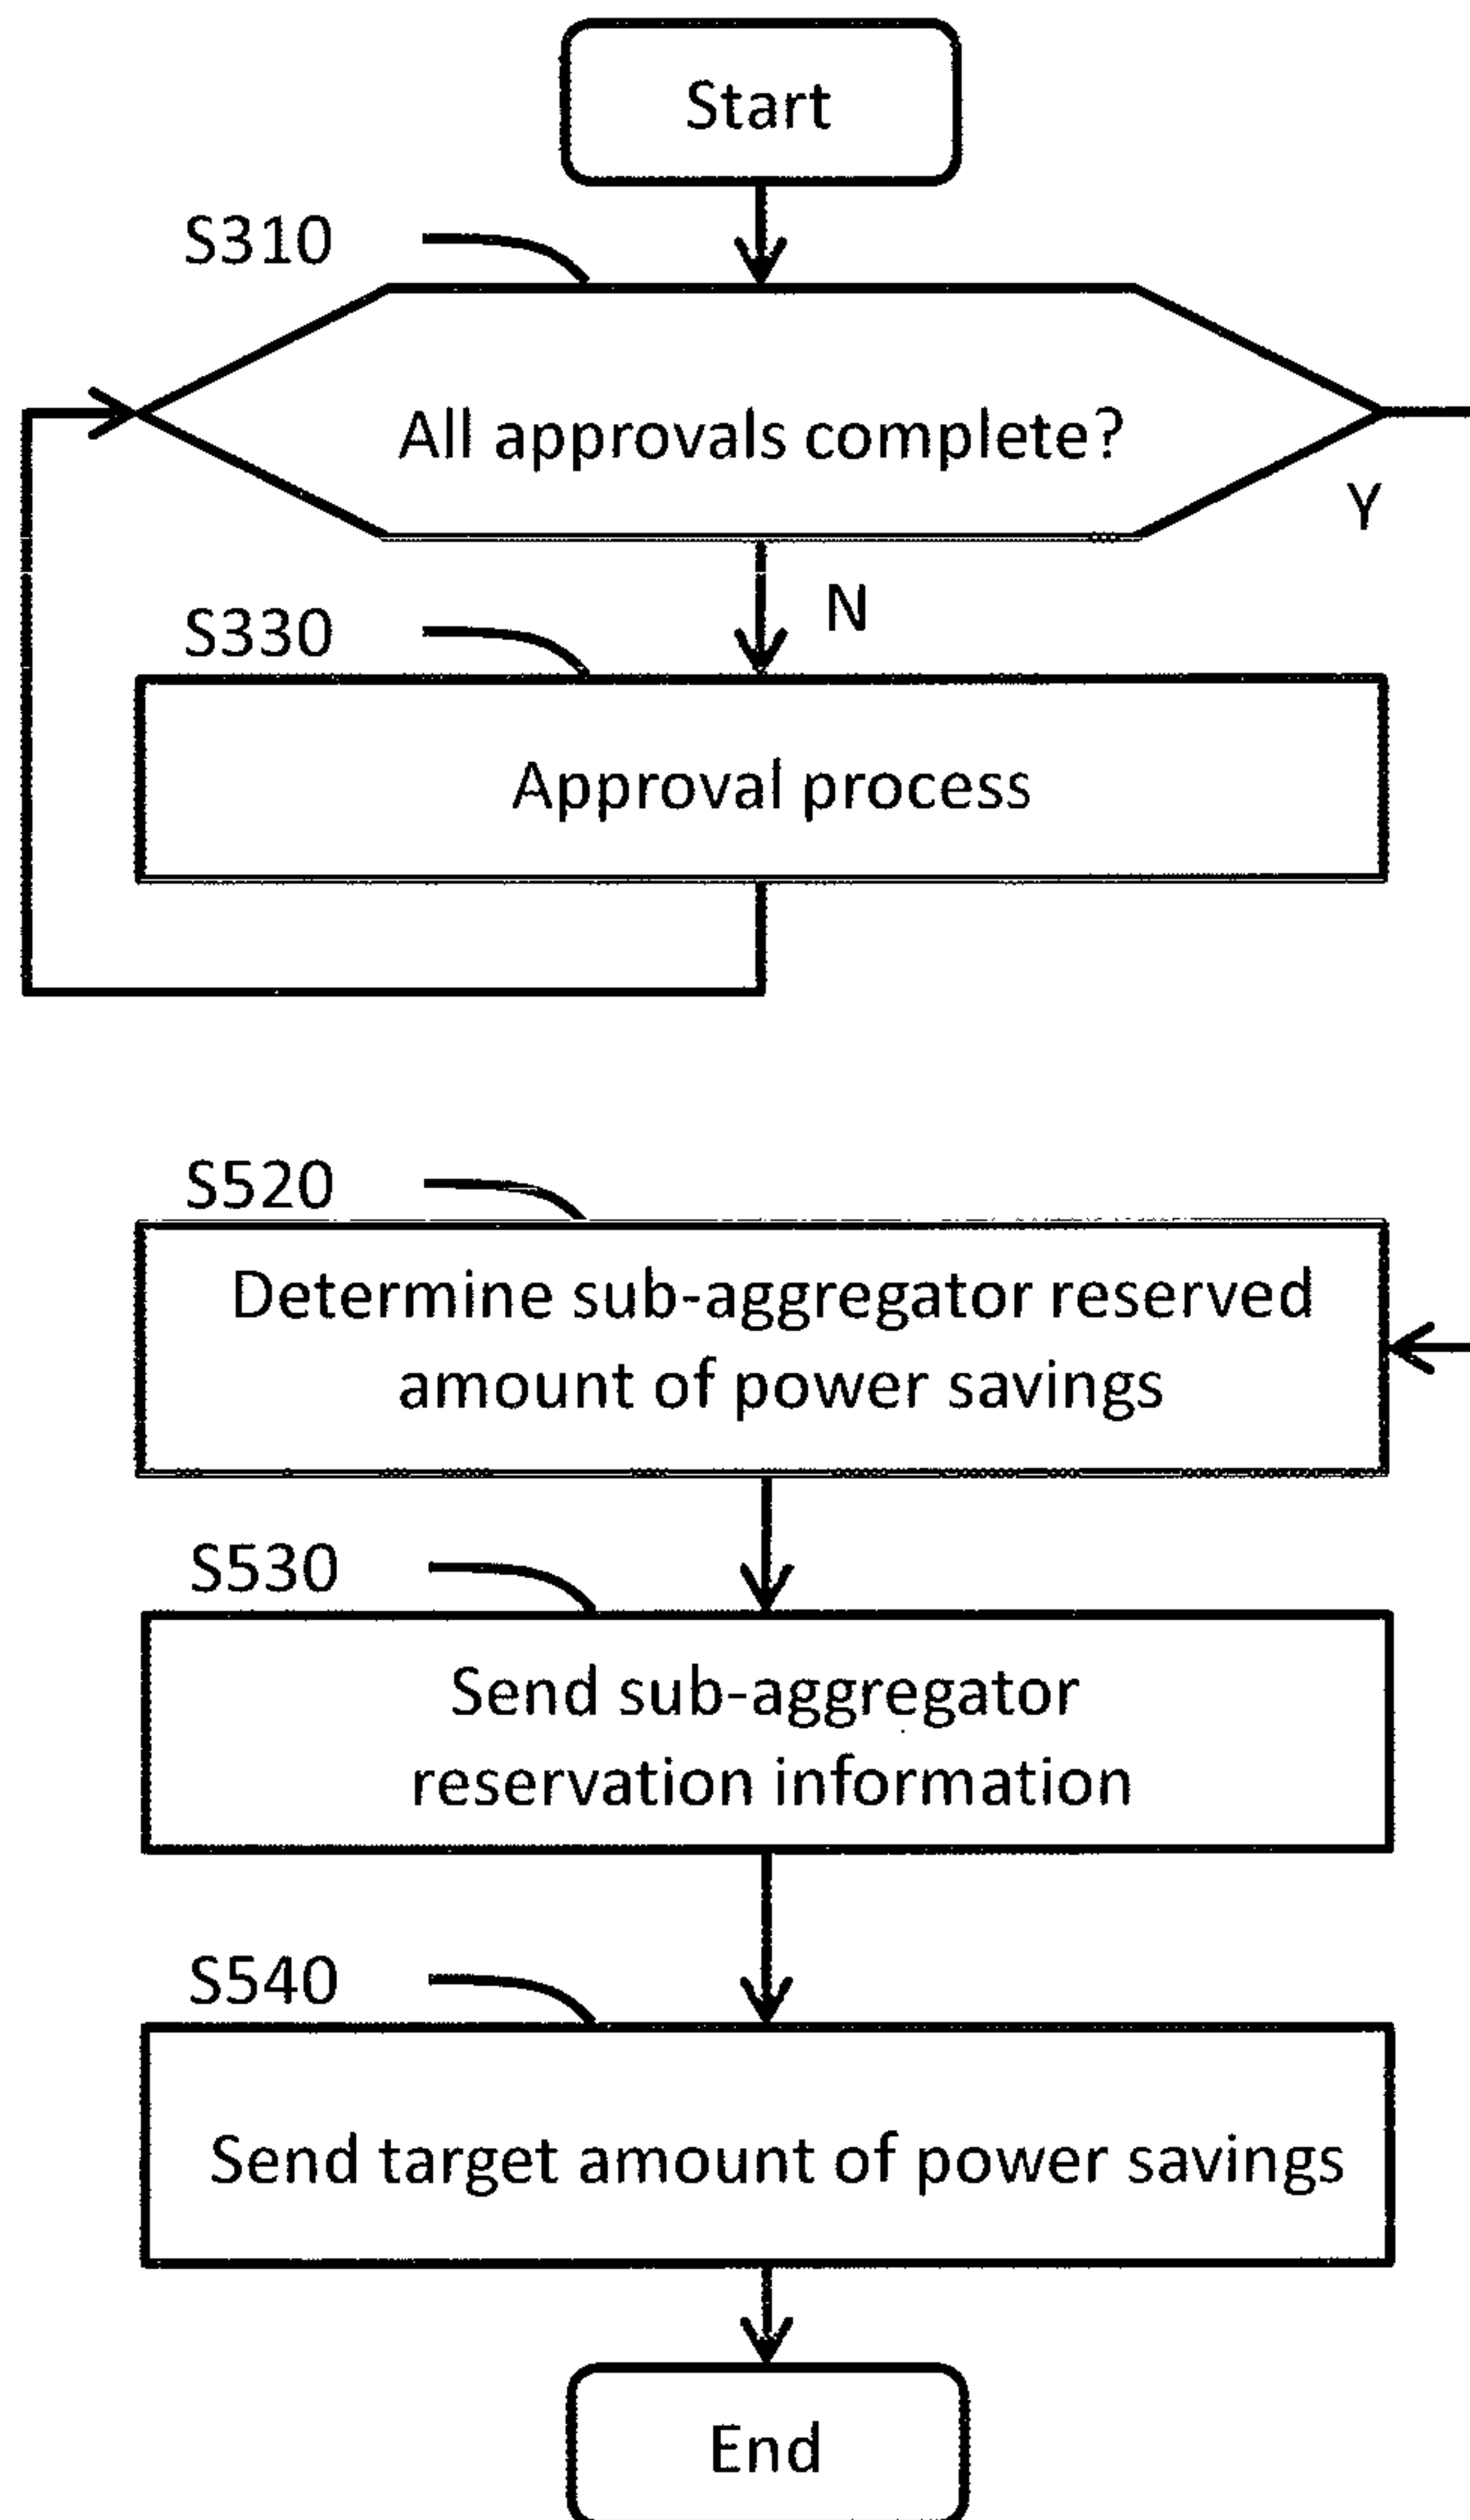 Start
S310
All approvals complete?
Y
N
S330
Approval process
S520
Determine sub-aggregator reserved
amount of power savings
S530
Send sub-aggregator
reservation information
S540
Send target amount of power savings
End